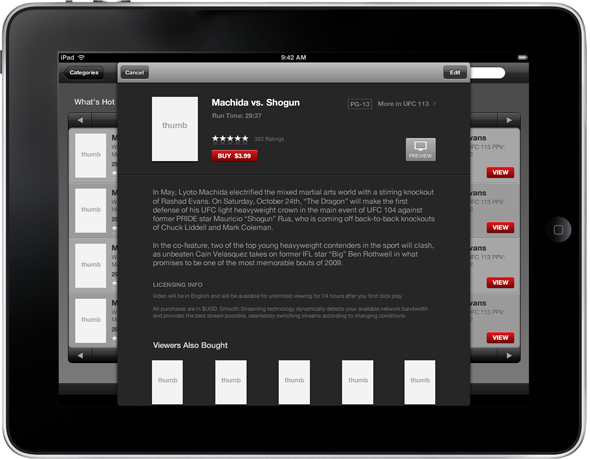 iPad
9:42 AM
Categories
Cancel
Edit
What's Hot
Machida vs. Shogun
PG-13
More in UFC 113
Run Time: 29:37
382 Ratings
BUY $3.99
PREVIEW
thumb
In May, Lyoto Machida electrified the mixed martial arts world with a stirring knockout
of Rashad Evans. On Saturday, October 24th, “The Dragon” will make the first
defense of his UFC light heavyweight crown in the main event of UFC 104 against
former PRIDE star Mauricio “Shogun” Rua, who is coming off back-to-back knockouts
of Chuck Liddell and Mark Coleman.
In the co-feature, two of the top young heavyweight contenders in the sport will clash,
as unbeaten Cain Velasquez takes on former IFL star “Big” Ben Rothwell in what
promises to be one of the most memorable bouts of 2009.
LICENSING INFO
Video will be in English and will be available for unlimited viewing for 24 hours after you first click play.
All purchases are in $USD. Smooth Streaming technology dynamically detects your available network bandwidth
and provides the best stream possible, seamlessly switching streams according to changing conditions.
Viewers Also Bought
thumb thumb thumb thumb thumb
thumb
thumb
thumb
thumb
vans
UFC 113 PPV:
VIEW
vans
UFC 113 PPV:
VIEW
vans
UFC 113 PPV:
VIEW
vans
UFC 113 PPV:
VIEW